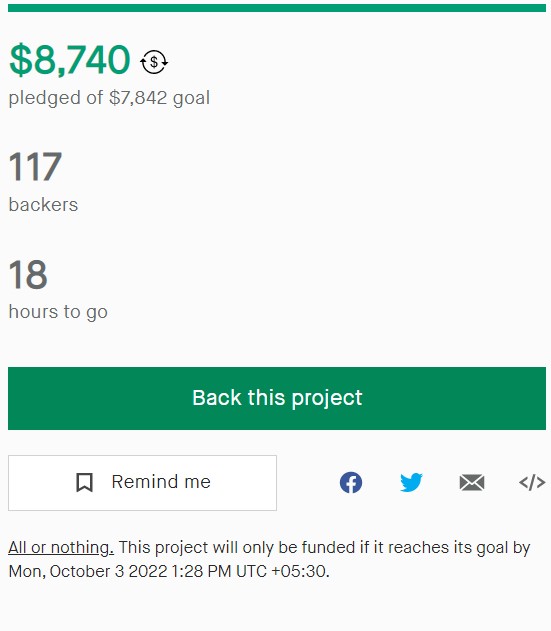 $8,740
pledged of $7,842 goal
117
backers
18
hours to go
Back this project
Remind me
All or nothing. This project will only be funded if it reaches its goal by
Mon, October 3 2022 1:28 PM UTC +05:30.